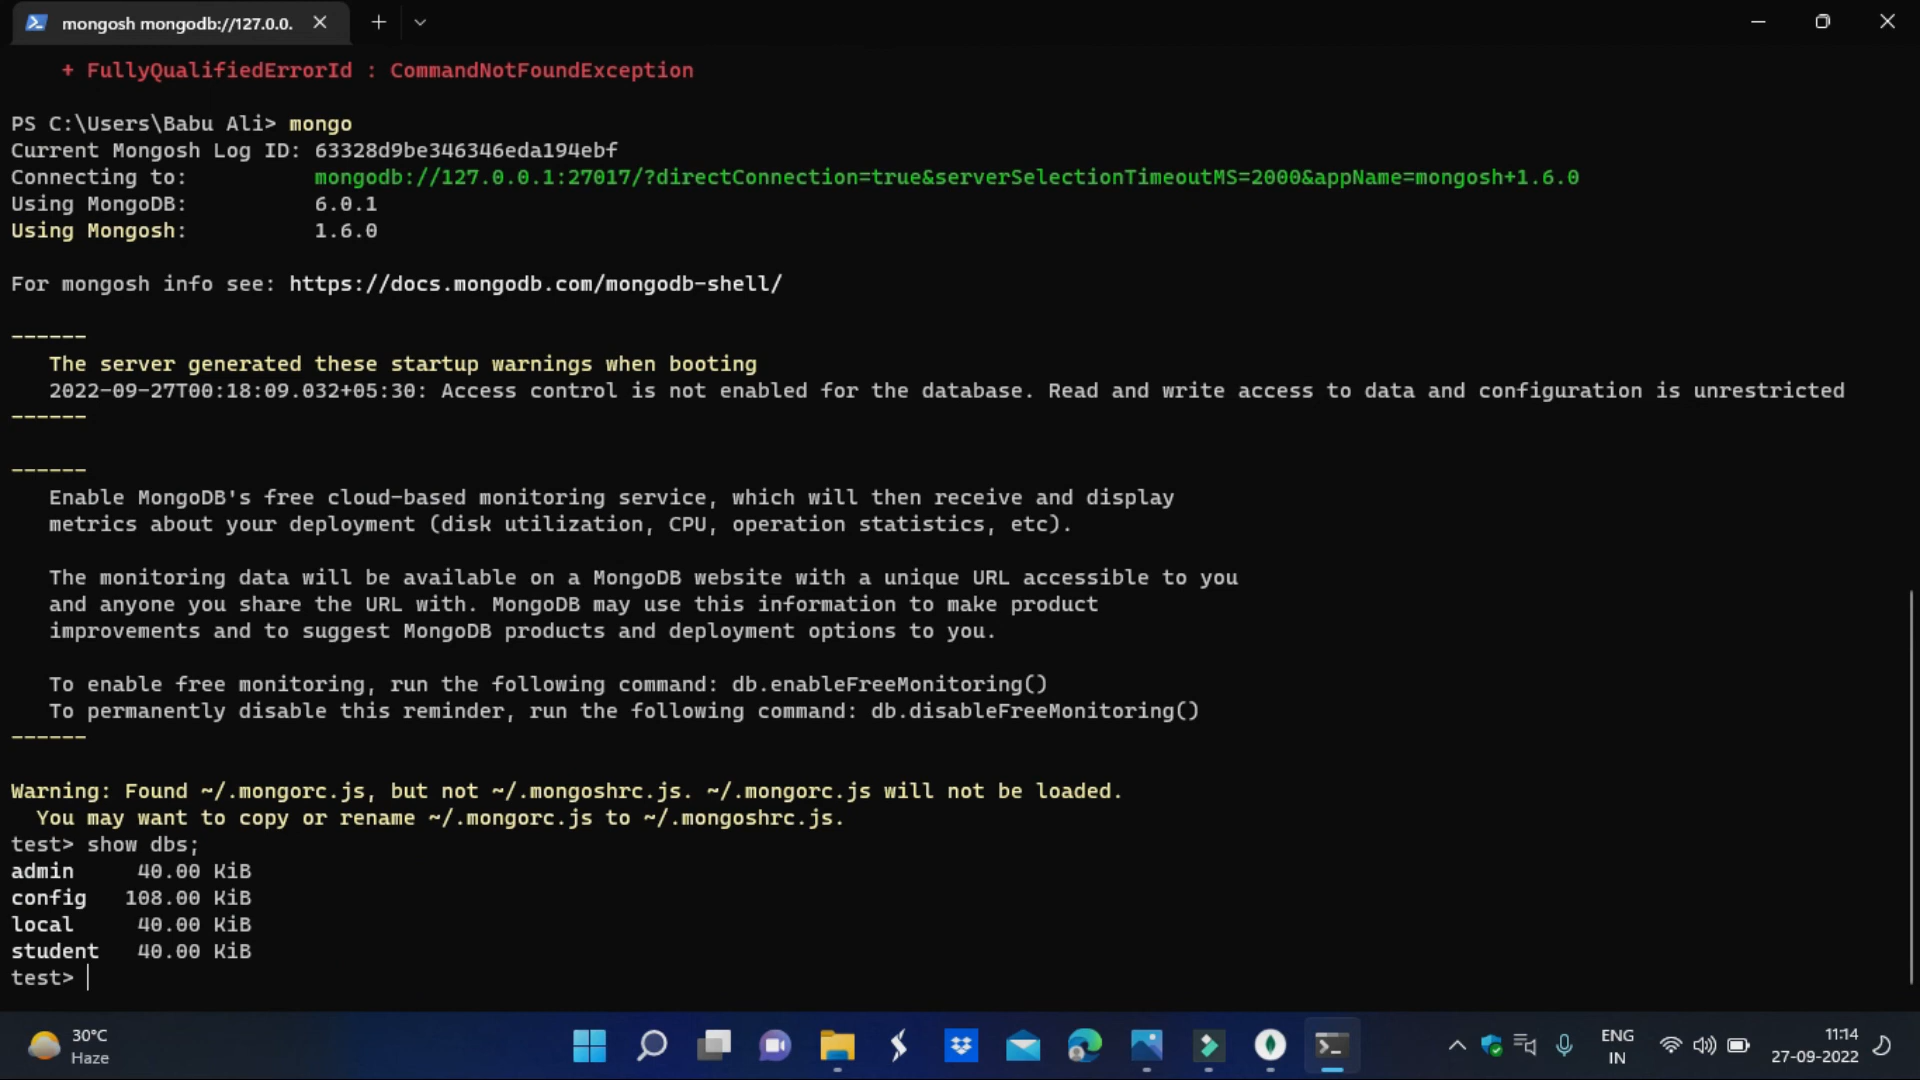 mongosh mongodb://127.0.0.
+ FullyQualifiedErrorId : CommandNotFoundException
PS C:\Users\Babu Ali> mongo
Current Mongosh Log ID: 63328d9be346346eda194ebf
Connecting to: mongodb://127.0.0.1:27017/?directConnection=true&serverSelectionTimeoutMS=2000&appName=mongosh+1.6.0
Using MongoDB: 6.0.1
Using Mongosh: 1.6.0
For mongosh info see: https://docs.mongodb.com/mongodb-shell/
------
The server generated these startup warnings when booting
2022-09-27T00:18:09.032+05:30: Access control is not enabled for the database. Read and write access to data and configuration is unrestricted
------
------
Enable MongoDB's free cloud-based monitoring service, which will then receive and display
metrics about your deployment (disk utilization, CPU, operation statistics, etc).
The monitoring data will be available on a MongoDB website with a unique URL accessible to you
and anyone you share the URL with. MongoDB may use this information to make product
improvements and to suggest MongoDB products and deployment options to you.
To enable free monitoring, run the following command: db.enableFreeMonitoring()
To permanently disable this reminder, run the following command: db.disableFreeMonitoring()
------
Warning: Found ~/.mongorc.js, but not ~/.mongoshrc.js. ~/.mongorc.js will not be loaded.
You may want to copy or rename ~/.mongorc.js to ~/.mongoshrc.js.
test> show dbs;
admin 40.00 KiB
config 108.00 KiB
local 40.00 KiB
student 40.00 KiB
test>
30°C
Haze
ENG
IN
11:14
27-09-2022